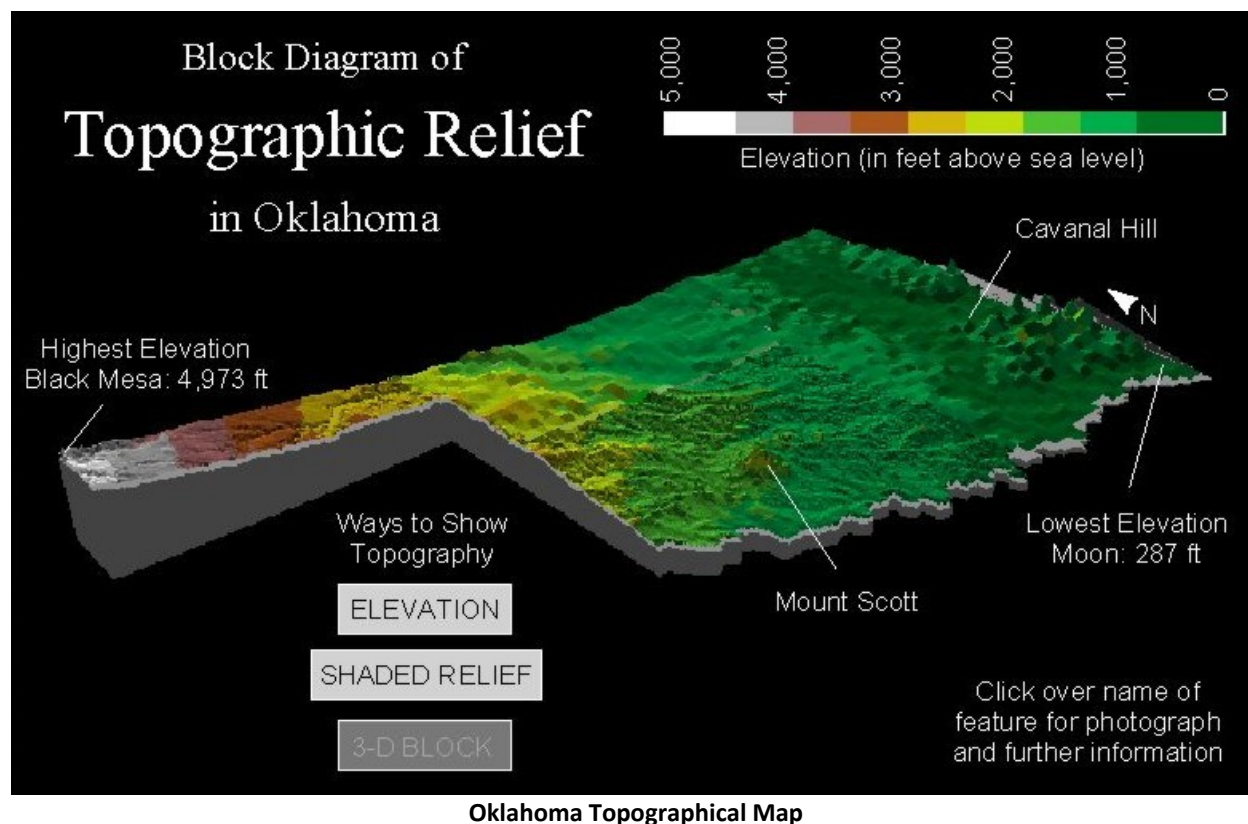 Block Diagram of
Topographic Relief
in Oklahoma
5,000
4,000
3,000
2,000
1,000
0
Elevation (in feet above sea level)
Cavanal Hill
N
Highest Elevation
Black Mesa: 4,973 ft
Ways to Show
Topography
ELEVATION
SHADED RELIEF
3-D BLOCK
Lowest Elevation
Moon: 287 ft
Mount Scott
Click over name of
feature for photograph
and further information
Oklahoma Topographical Map